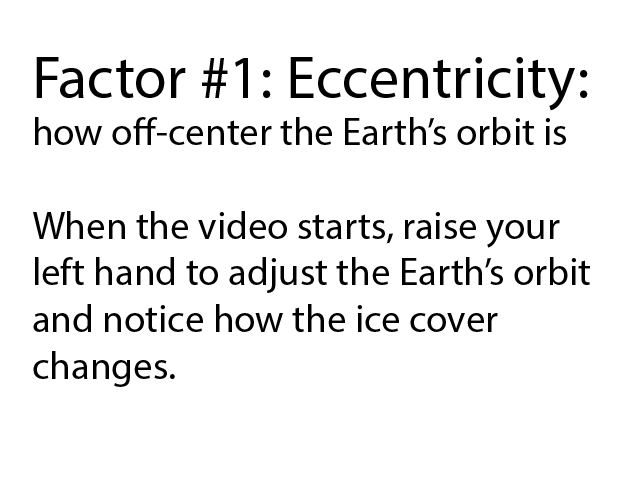 Factor #1: Eccentricity:
how off-center the Earth’s orbit is
When the video starts, raise your
left hand to adjust the Earth’s orbit
and notice how the ice cover
changes.